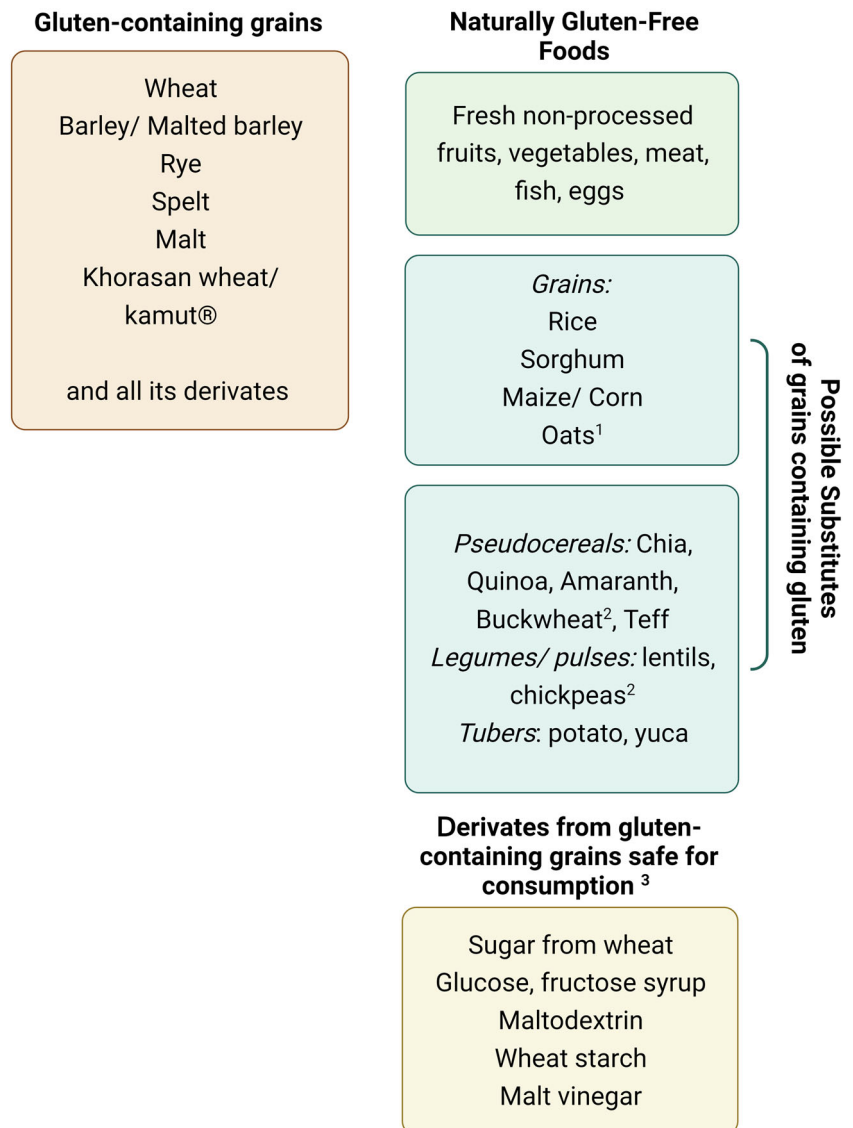 Gluten-containing grains
Wheat
Barley/ Malted barley
Rye
Spelt
Malt
Khorasan wheat/
kamut®
and all its derivates
Naturally Gluten-Free
Foods
Fresh non-processed
fruits, vegetables, meat,
fish, eggs
Grains:
Rice
Sorghum
Maize/ Corn
Oats¹
Pseudocereals: Chia,
Quinoa, Amaranth,
Buckwheat², Teff
Legumes/ pulses: lentils,
chickpeas²
Tubers: potato, yuca
Possible Substitutes
of grains containing gluten
Derivates from gluten-
containing grains safe for
consumption ³
Sugar from wheat
Glucose, fructose syrup
Maltodextrin
Wheat starch
Malt vinegar